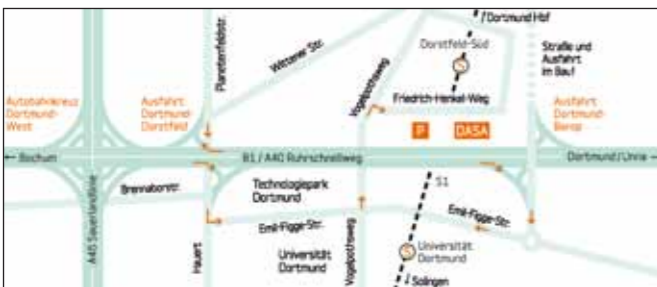 Dortmund Hbf
Dorstfeld-Süd
S
Straße und
Ausfahrt
im Bau!
Planetenfeldstr.
Wittener Str.
Vogelpothsweg
Friedrich-Henkel-Weg
Autobahnkreuz
Dortmund-
West
Ausfahrt
Dortmund-
Dorstfeld
Ausfahrt
Dortmund-
Barop
P
DASA
Bochum
B1 / A40 Ruhrschnellweg
Dortmund / Unna
Brennaborstr.
Technologiepark
Dortmund
S1
A45 Sauerlandlinie
Hauert
Emil-Figge-Str.
Emil-Figge-Str.
Universität
Dortmund
Vogelpothsweg
S
Universität
Dortmund
Solingen